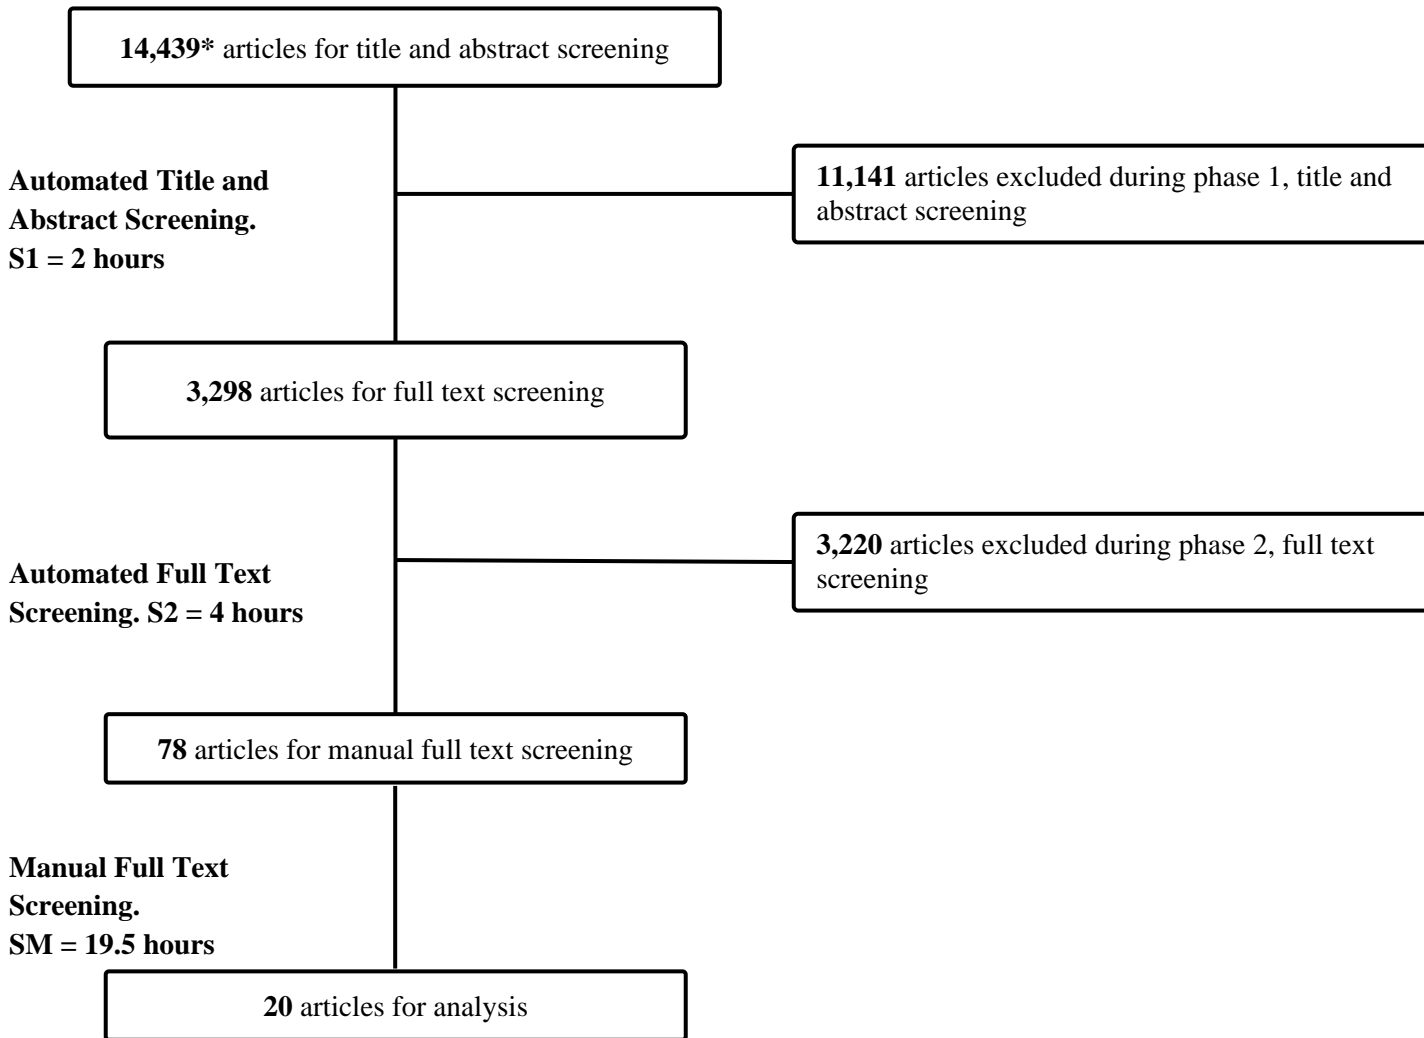 14,439* articles for title and abstract screening
Automated Title and
Abstract Screening.
S1 = 2 hours
11,141 articles excluded during phase 1, title and
abstract screening
3,298 articles for full text screening
Automated Full Text
Screening. S2 = 4 hours
3,220 articles excluded during phase 2, full text
screening
78 articles for manual full text screening
Manual Full Text
Screening.
SM = 19.5 hours
20 articles for analysis